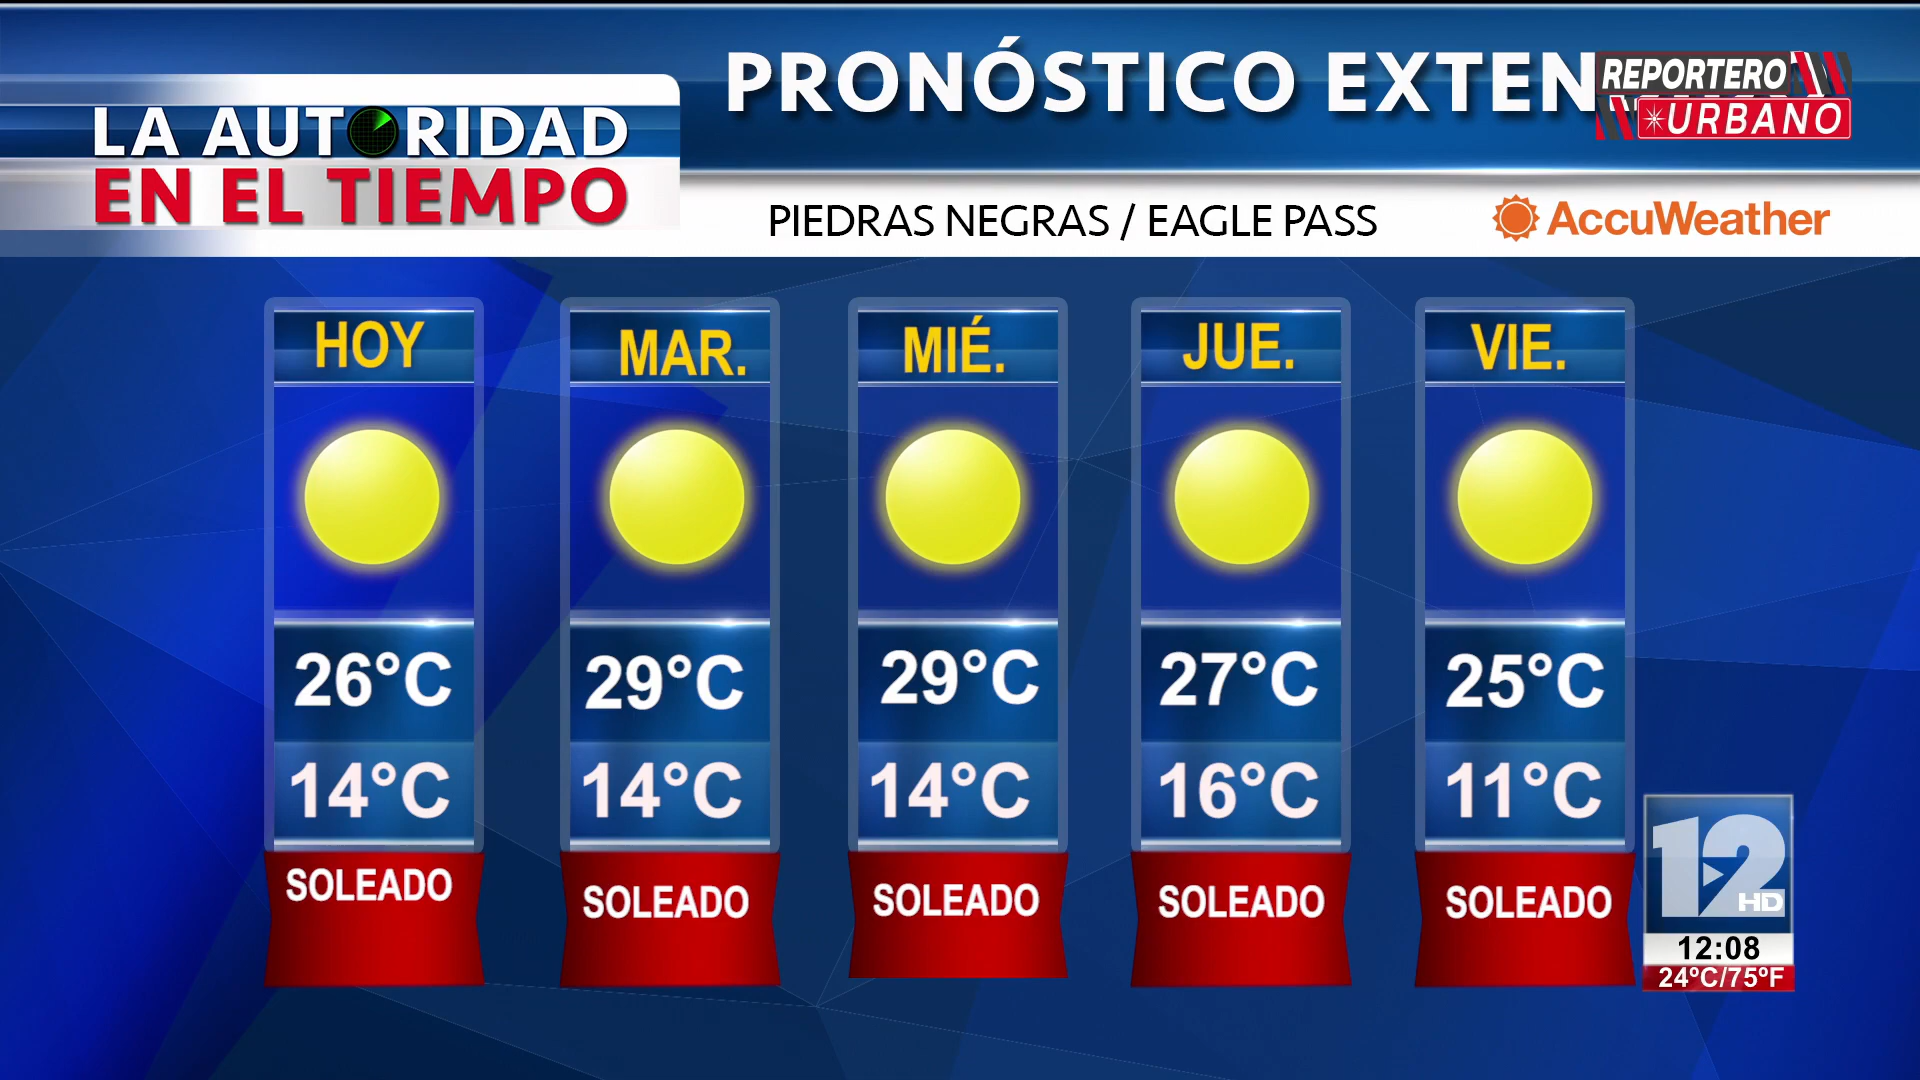 PRONÓSTICO EXTEN
REPORTERO
URBANO
LA AUTORIDAD
EN EL TIEMPO
PIEDRAS NEGRAS / EAGLE PASS
AccuWeather
HOY
MAR.
MIÉ.
JUE.
VIE.
26°C
29°C
29°C
27°C
25°C
14°C
14°C
14°C
16°C
11°C
SOLEADO
SOLEADO
SOLEADO
SOLEADO
SOLEADO
12
HD
12:08
24ºC/75ºF